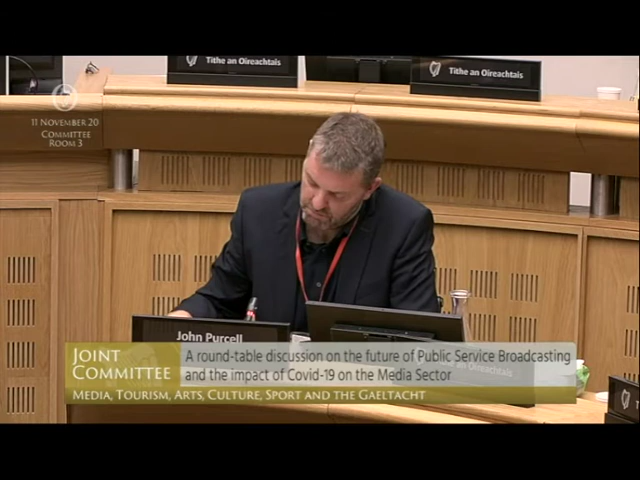 Tithe an Oireachtais
Tithe an Oireachtais
11 NOVEMBER 20
COMMITTEE
ROOM 3
John Purcell
JOINT
COMMITTEE
A round-table discussion on the future of Public Service Broadcasting
and the impact of Covid-19 on the Media Sector
MEDIA, TOURISM, ARTS, CULTURE, SPORT AND THE GAELTACHT